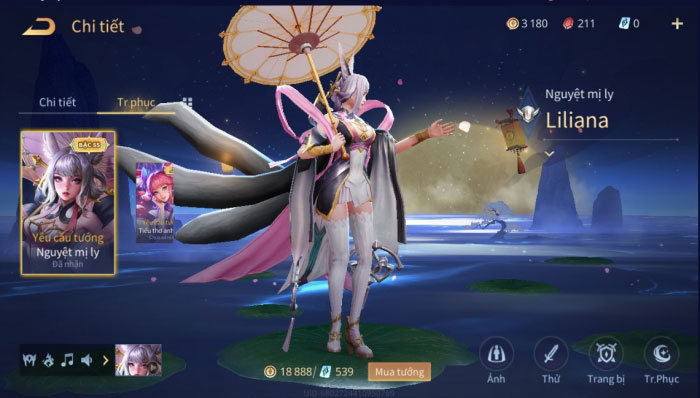 Chi tiết
3 180
211
0
+
Chi tiết
Tr.phục
Nguyệt mị ly
Liliana
BẬC SS
Yêu cầu tướng
Nguyệt mị ly
Đã nhận
Tiểu thơ anh
18 888/
539
Mua tướng
Ảnh
Thử
Trang bị
Tr.Phục